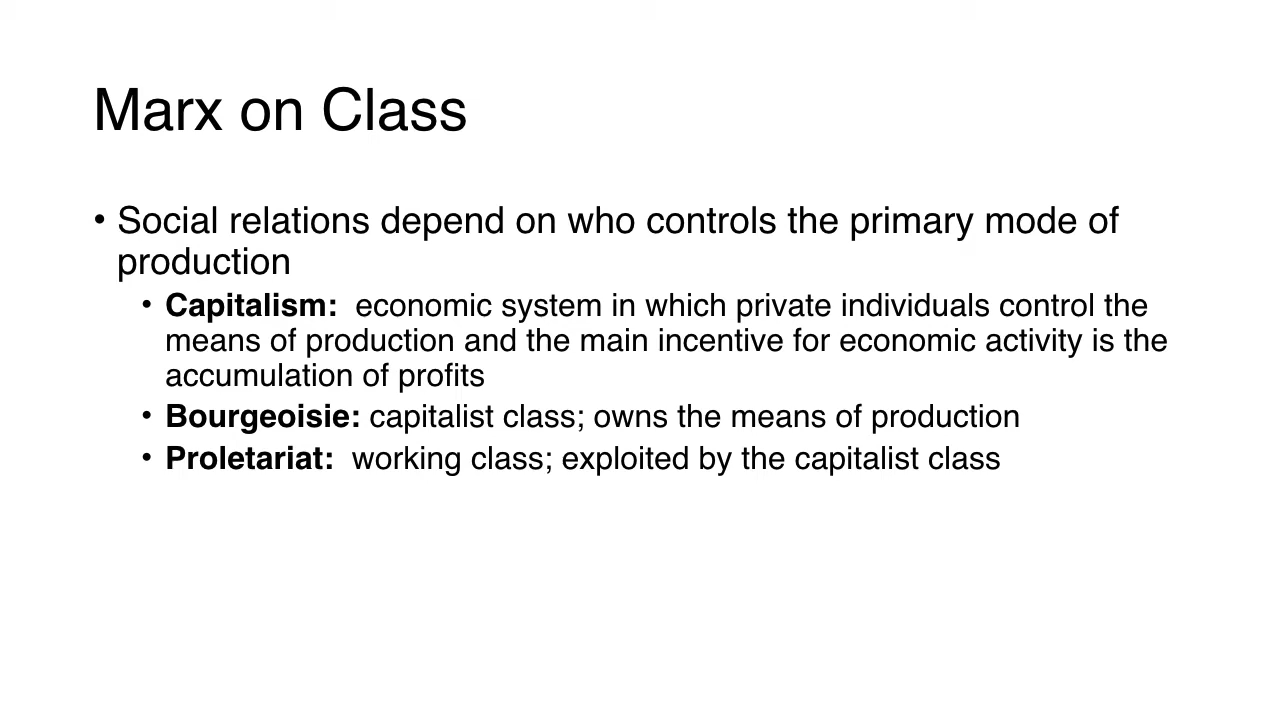 Marx on Class
• Social relations depend on who controls the primary mode of
production
• Capitalism:  economic system in which private individuals control the
means of production and the main incentive for economic activity is the
accumulation of profits
• Bourgeoisie: capitalist class; owns the means of production
• Proletariat:  working class; exploited by the capitalist class